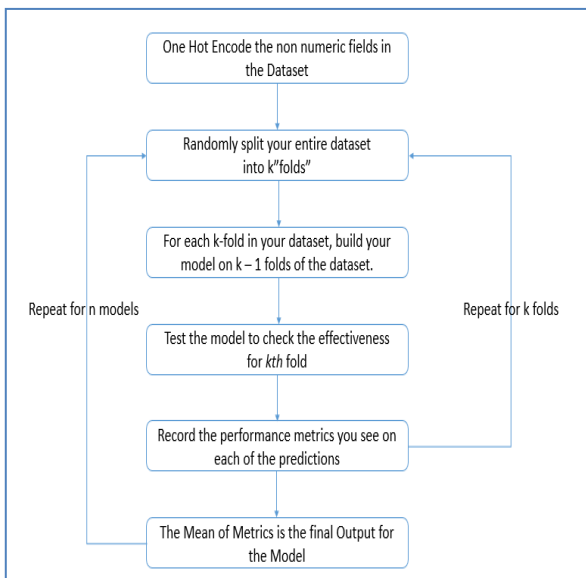 One Hot Encode the non numeric fields in
the Dataset
Randomly split your entire dataset
into k"folds"
For each k-fold in your dataset, build your
model on k – 1 folds of the dataset.
Repeat for n models
Repeat for k folds
Test the model to check the effectiveness
for kth fold
Record the performance metrics you see on
each of the predictions
The Mean of Metrics is the final Output for
the Model